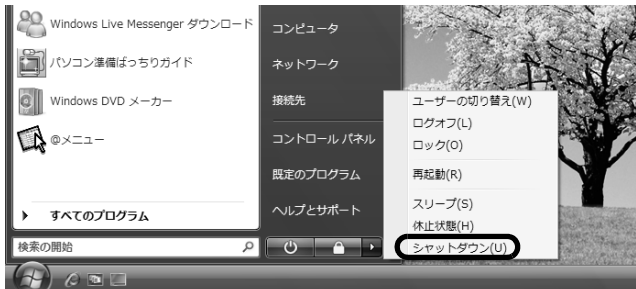 Windows Live Messenger ダウンロード
パソコン準備ばっちりガイド
Windows DVD メーカー
@メニュー
すべてのプログラム
検索の開始
コンピュータ
ネットワーク
接続先
コントロール パネル
既定のプログラム
ヘルプとサポート
ユーザーの切り替え(W)
ログオフ(L)
ロック(O)
再起動(R)
スリープ(S)
休止状態(H)
シャットダウン(U)